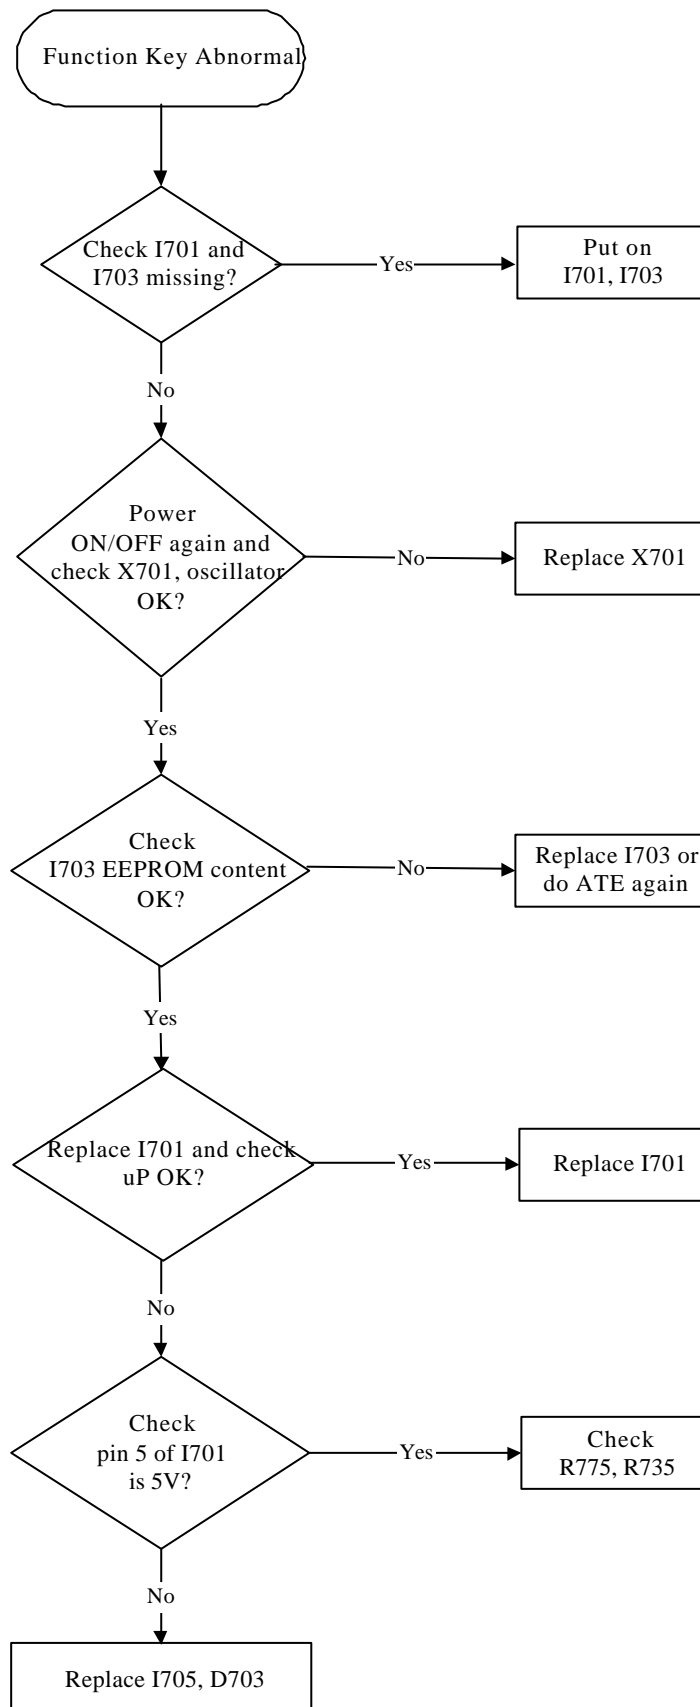 Function Key Abnormal
Check I701 and
I703 missing?
Yes
Put on
I701, I703
No
Power
ON/OFF again and
check X701, oscillator
OK?
No
Replace X701
Yes
Check
I703 EEPROM content
OK?
No
Replace I703 or
do ATE again
Yes
Replace I701 and check
uP OK?
Yes
Replace I701
No
Check
pin 5 of I701
is 5V?
Yes
Check
R775, R735
No
Replace I705, D703